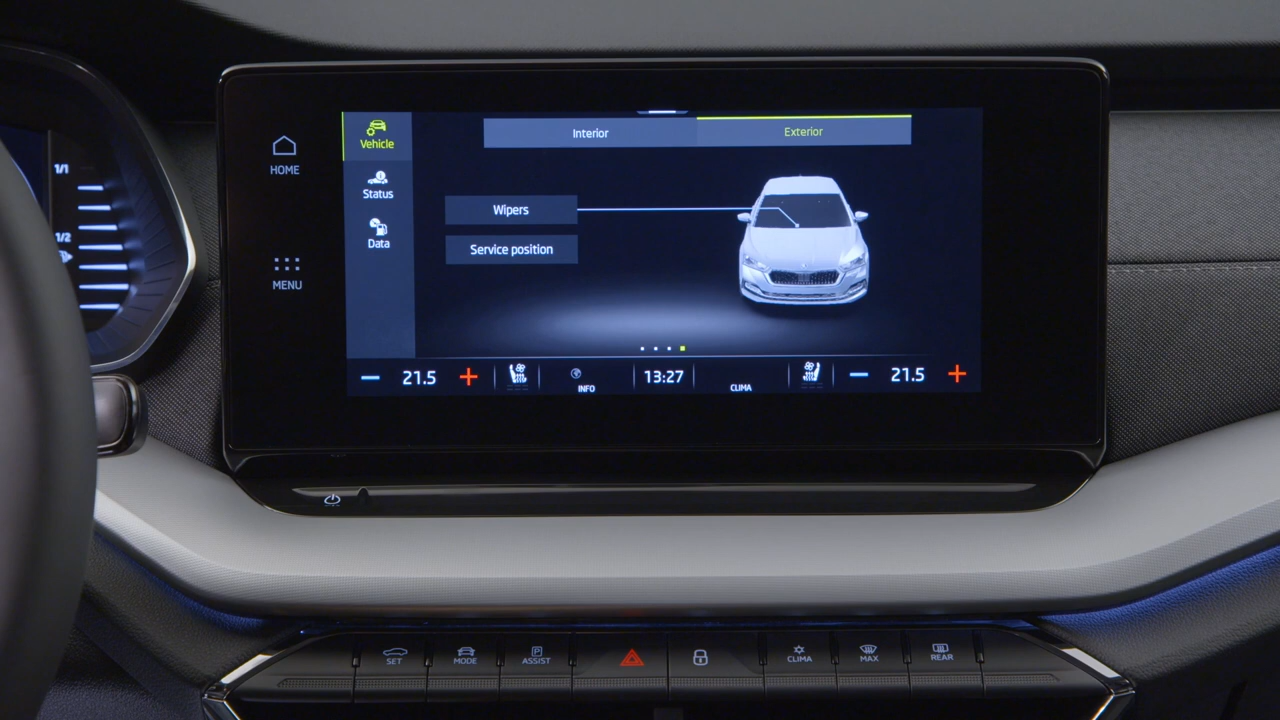 1/1
1/2
HOME
MENU
Vehicle
Status
Data
Interior
Exterior
Wipers
Service position
21.5
INFO
13:27
CLIMA
21.5
SET
MODE
P
ASSIST
CLIMA
MAX
REAR